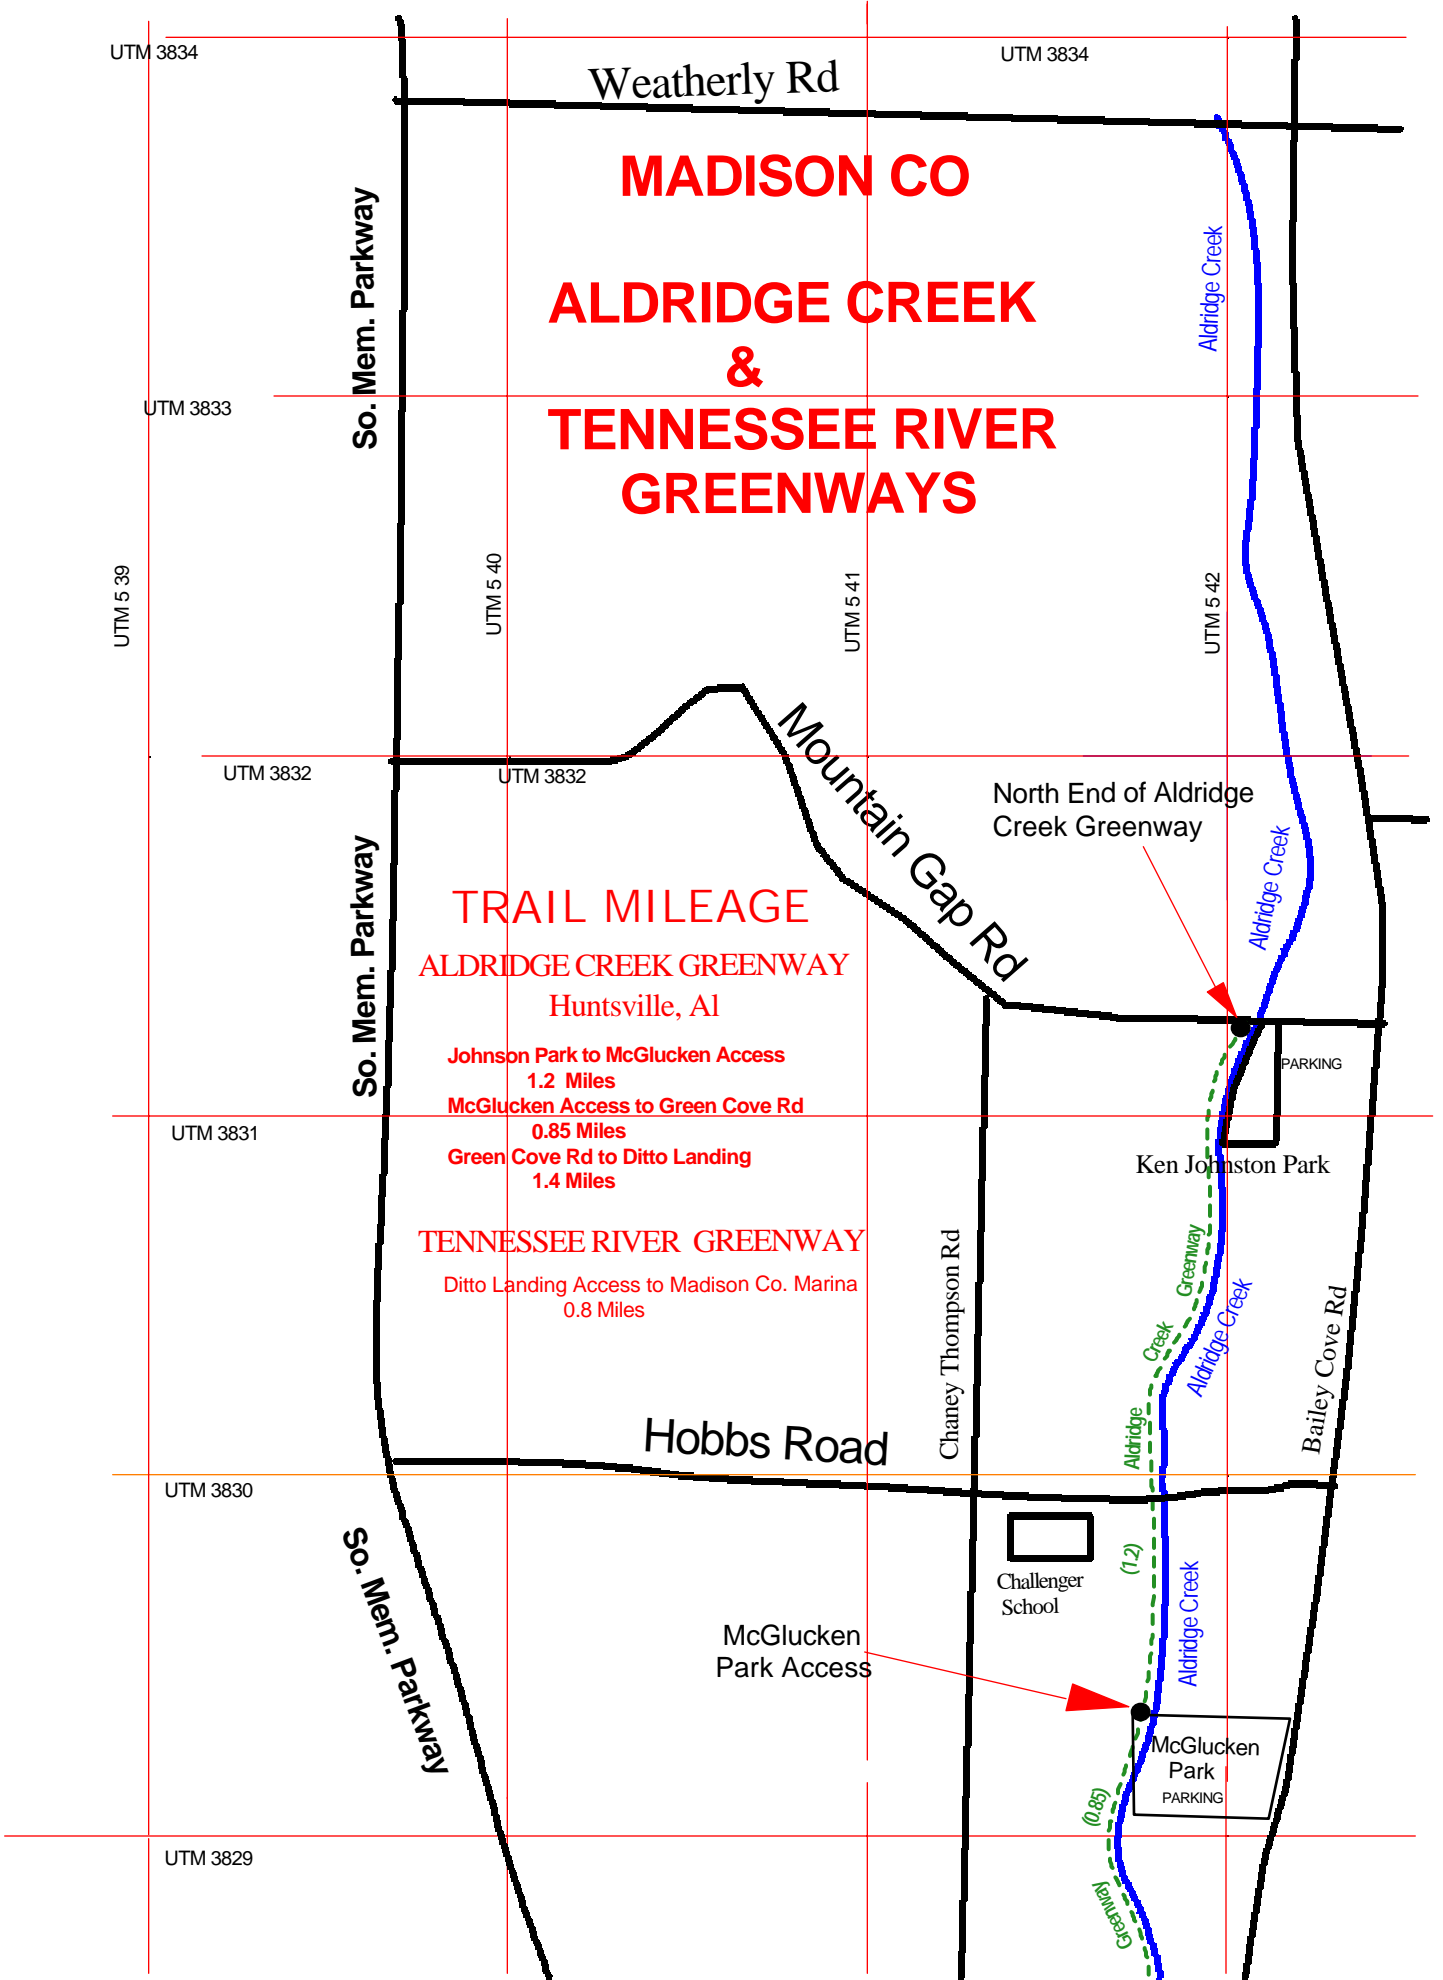 UTM 3834
UTM 3834
Weatherly Rd
MADISON CO
So. Mem. Parkway
Aldridge Creek
ALDRIDGE CREEK
&
TENNESSEE RIVER
GREENWAYS
UTM 3833
UTM 5 39
UTM 5 40
UTM 5 41
UTM 5 42
Mountain Gap Rd
UTM 3832
UTM 3832
North End of Aldridge
Creek Greenway
Aldridge Creek
So. Mem. Parkway
TRAIL MILEAGE
ALDRIDGE CREEK GREENWAY
Huntsville, Al
Johnson Park to McGlucken Access
1.2 Miles
McGlucken Access to Green Cove Rd
0.85 Miles
Green Cove Rd to Ditto Landing
1.4 Miles
TENNESSEE RIVER GREENWAY
Ditto Landing Access to Madison Co. Marina
0.8 Miles
PARKING
UTM 3831
Ken Johnston Park
Chaney Thompson Rd
Greenway
Creek
Aldridge
Aldridge Creek
Bailey Cove Rd
Hobbs Road
UTM 3830
So. Mem. Parkway
Challenger
School
(1.2)
Aldridge Creek
McGlucken
Park Access
McGlucken
Park
PARKING
(0.85)
UTM 3829
Greenway